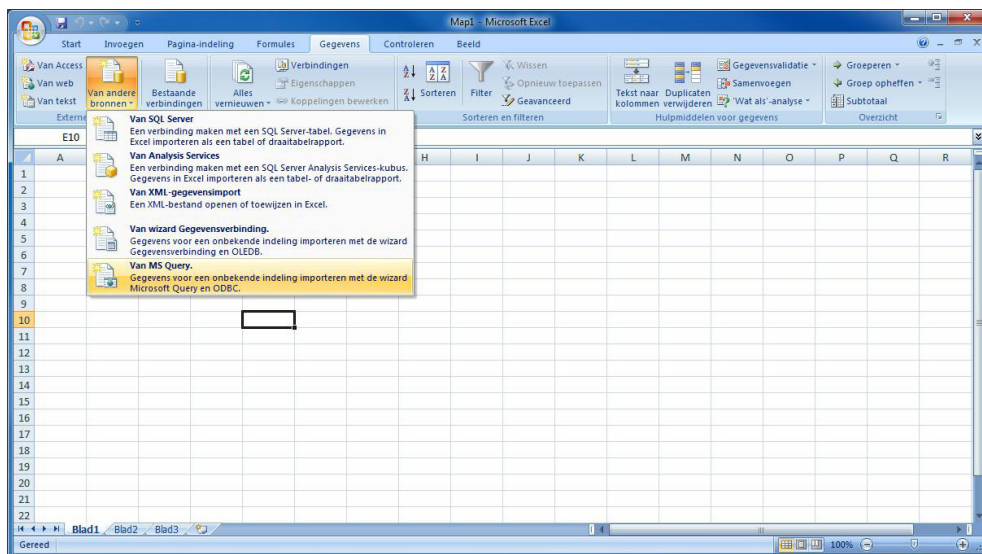 Map1 - Microsoft Excel
Start Invoegen Pagina-indeling Formules Gegevens Controleren Beeld
Van Access
Van web
Van tekst
Van andere bronnen
Bestaande verbindingen
Alles vernieuwen
Verbindingen
Eigenschappen
Koppelingen bewerken
Sorteren
Filter
Wissen
Opnieuw toepassen
Geavanceerd
Tekst naar kolommen
Duplicaten verwijderen
Gegevensvalidatie
Samenvoegen
'Wat als'-analyse
Groeperen
Groep opheffen
Subtotaal
Externe
Sorteren en filteren
Hulpmiddelen voor gegevens
Overzicht
E10
Van SQL Server
Een verbinding maken met een SQL Server-tabel. Gegevens in
Excel importeren als een tabel of draaitabelrapport.
Van Analysis Services
Een verbinding maken met een SQL Server Analysis Services-kubus.
Gegevens in Excel importeren als een tabel- of draaitabelrapport.
Van XML-gegevensimport
Een XML-bestand openen of toewijzen in Excel.
Van wizard Gegevensverbinding.
Gegevens voor een onbekende indeling importeren met de wizard
Gegevensverbinding en OLEDB.
Van MS Query.
Gegevens voor een onbekende indeling importeren met de wizard
Microsoft Query en ODBC.
A H I J K L M N O P Q R
1
2
3
4
5
6
7
8
9
10
11
12
13
14
15
16
17
18
19
20
21
22
Blad1 Blad2 Blad3
Gereed
100%